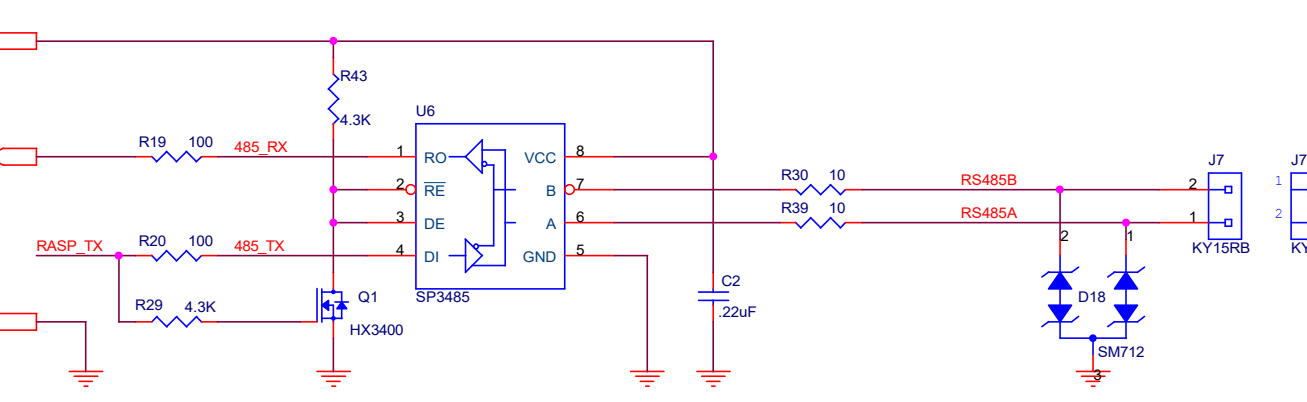 R43
4.3K
U6
R19 100 485_RX
1 RO VCC 8
2 RE B 7
3 DE A 6
4 DI GND 5
SP3485
RASP_TX R20 100 485_TX
R29 4.3K
Q1
HX3400
C2
.22uF
R30 10 RS485B
R39 10 RS485A
J7
2
1
KY15RB
2 1
D18
SM712
3
J7
1
2
KY